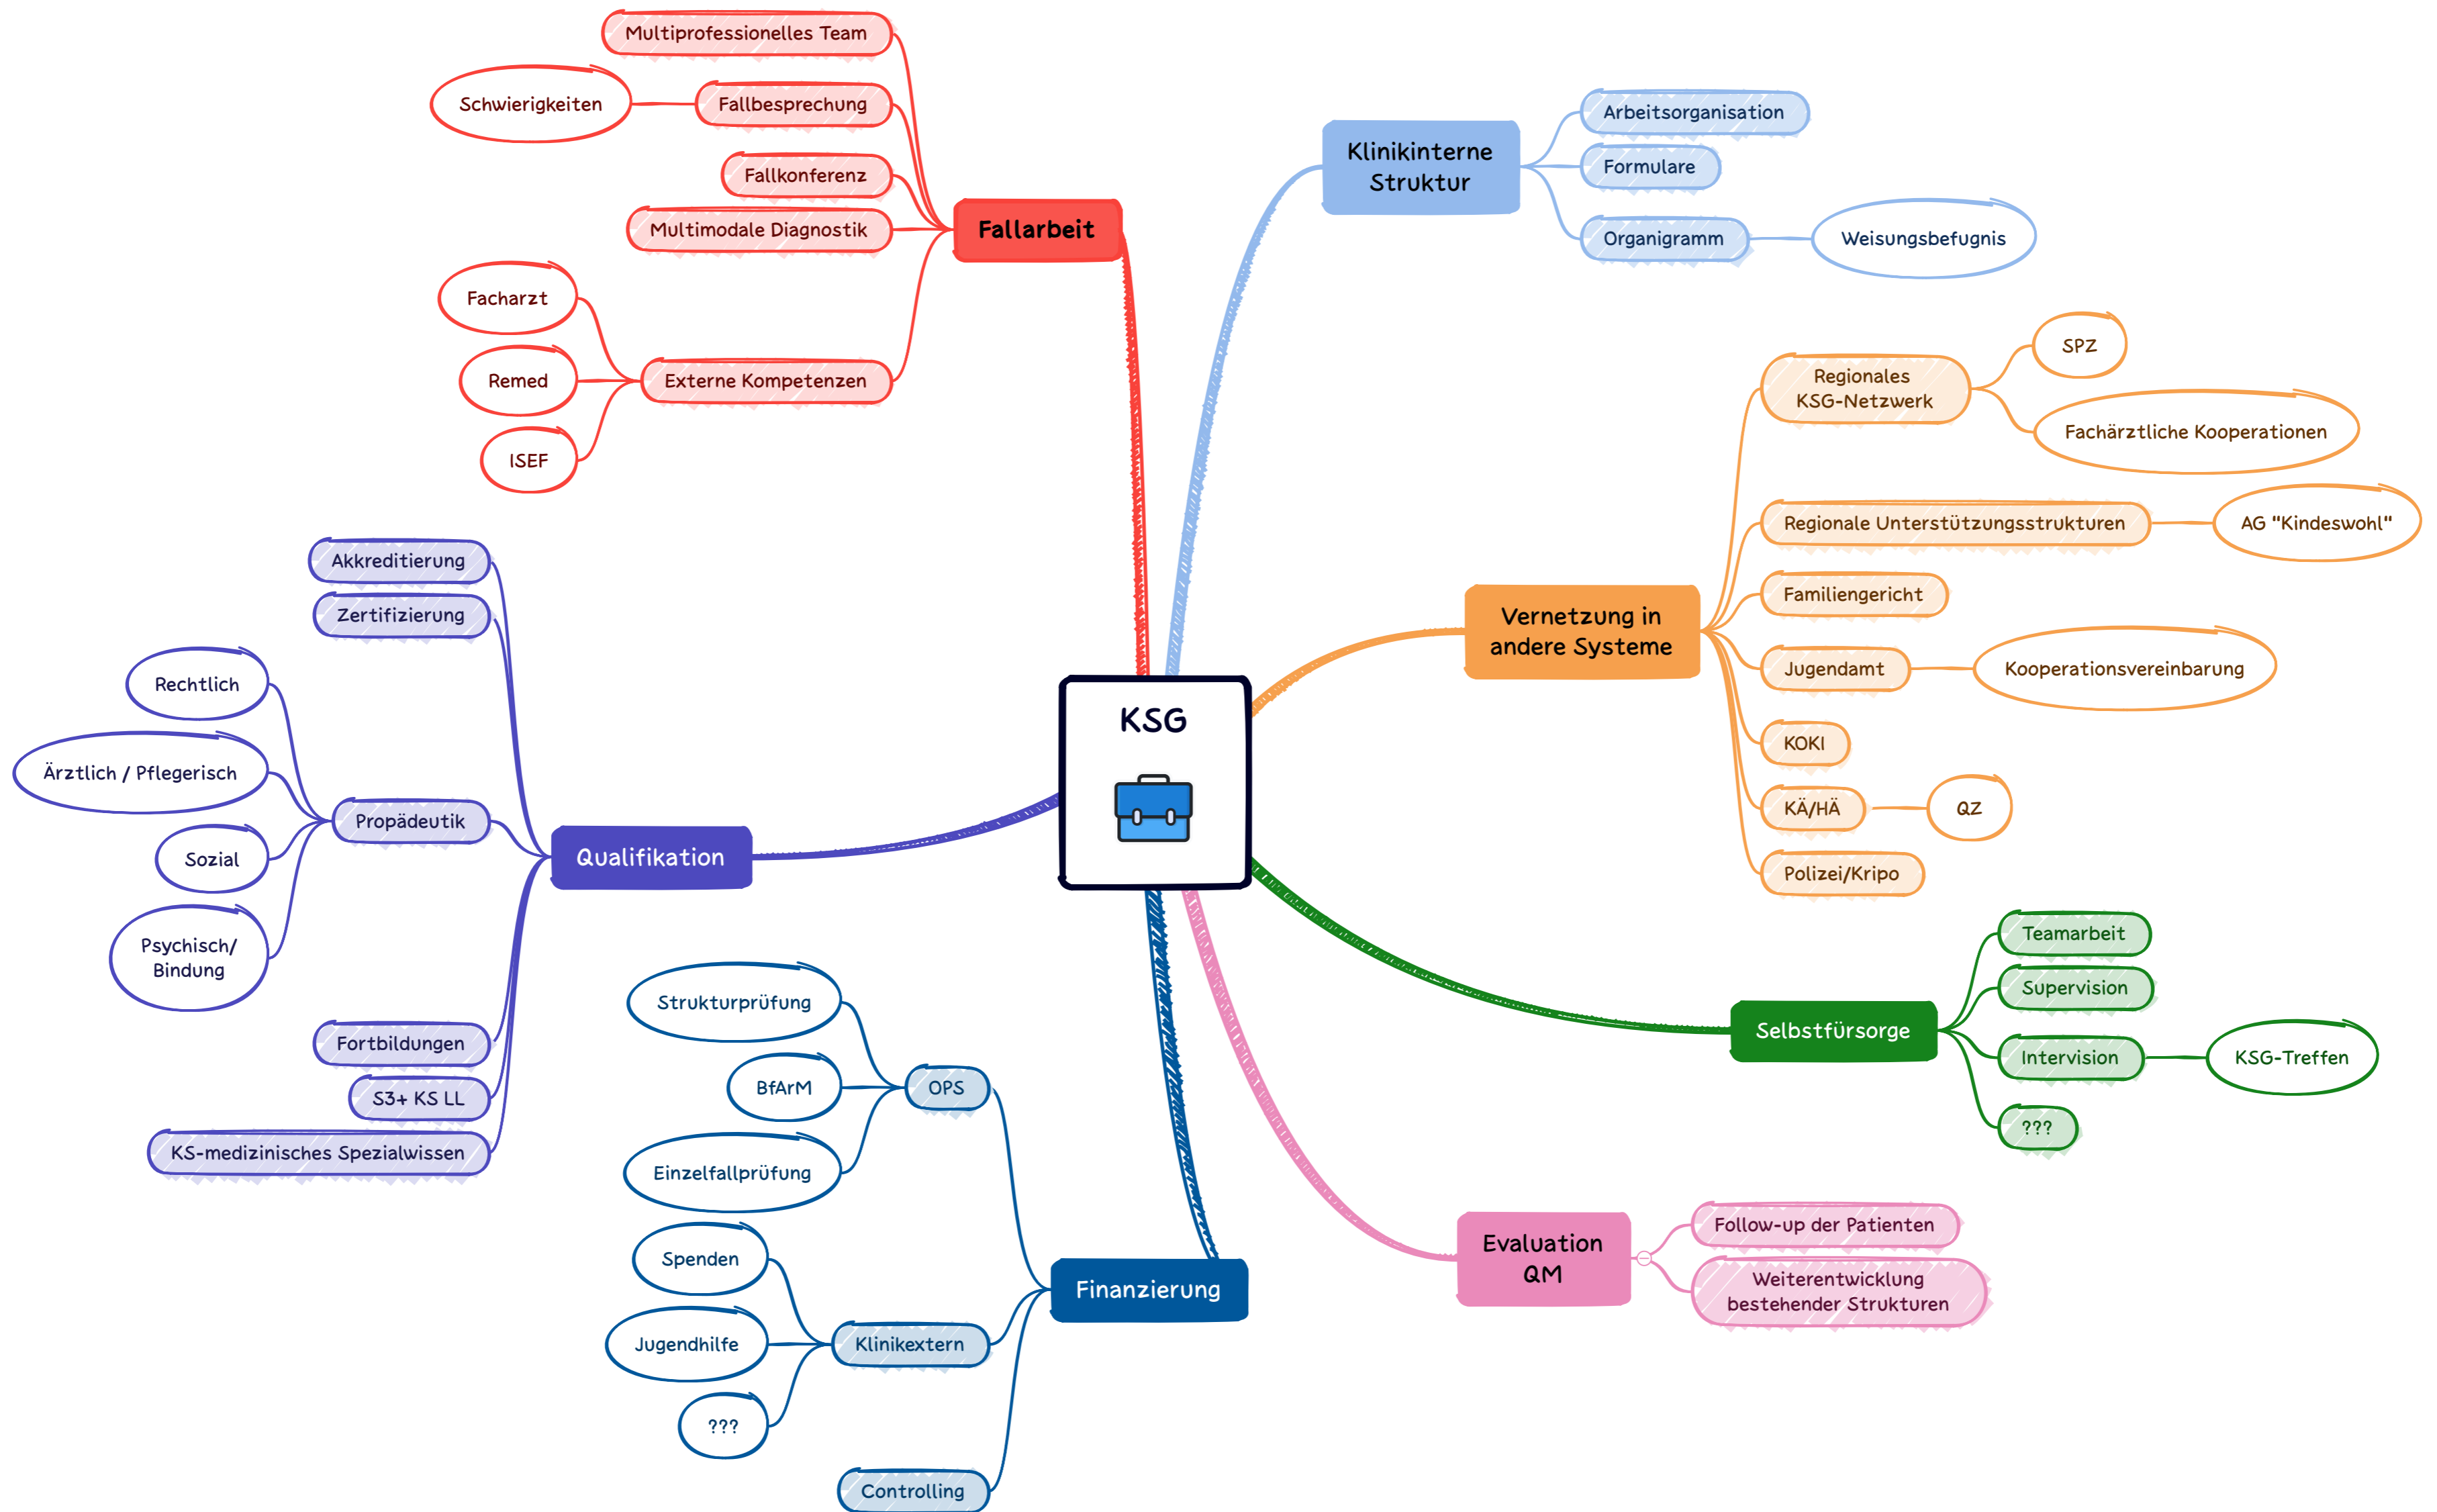 KSG
Fallarbeit
Multiprofessionelles Team
Fallbesprechung
Schwierigkeiten
Fallkonferenz
Multimodale Diagnostik
Externe Kompetenzen
Facharzt
Remed
ISEF
Klinikinterne
Struktur
Arbeitsorganisation
Formulare
Organigramm
Weisungsbefugnis
Vernetzung in
andere Systeme
Regionales
KSG-Netzwerk
SPZ
Fachärztliche Kooperationen
Regionale Unterstützungsstrukturen
AG "Kindeswohl"
Familiengericht
Jugendamt
Kooperationsvereinbarung
KOKI
KÄ/HÄ
QZ
Polizei/Kripo
Selbstfürsorge
Teamarbeit
Supervision
Intervision
KSG-Treffen
???
Evaluation
QM
Follow-up der Patienten
Weiterentwicklung
bestehender Strukturen
Finanzierung
OPS
Strukturprüfung
BfArM
Einzelfallprüfung
Klinikextern
Spenden
Jugendhilfe
???
Controlling
Qualifikation
Akkreditierung
Zertifizierung
Propädeutik
Rechtlich
Ärztlich / Pflegerisch
Sozial
Psychisch/
Bindung
Fortbildungen
S3+ KS LL
KS-medizinisches Spezialwissen